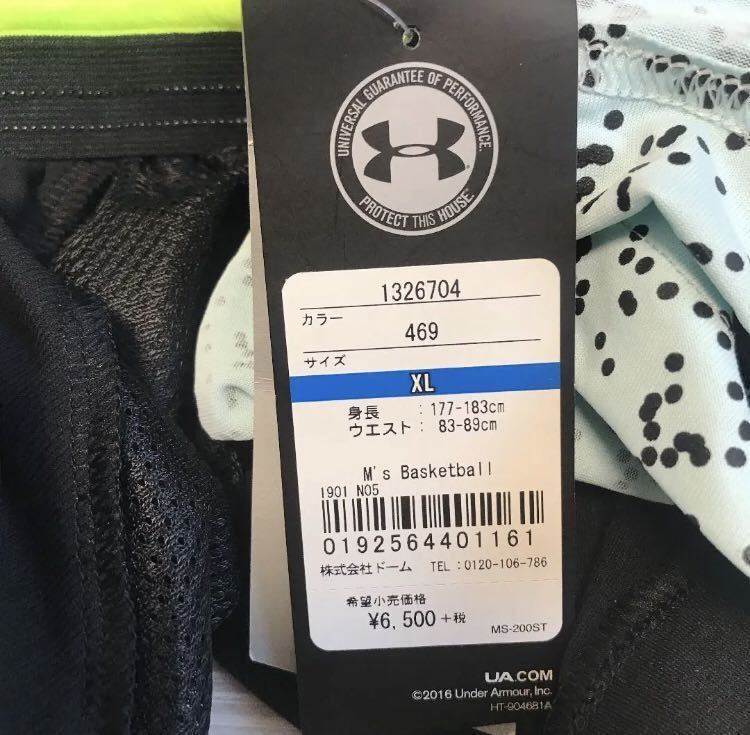 UNIVERSAL GUARANTEE OF PERFORMANCE.
PROTECT THIS HOUSE.
1326704
カラー
469
サイズ
XL
身長 : 177-183cm
ウエスト : 83-89cm
M's Basketball
1901 N05
0192564401161
株式会社ドーム TEL:0120-106-786
希望小売価格
¥6,500+税
MS-200ST
UA.COM
©2016 Under Armour, Inc.
HT-904681A